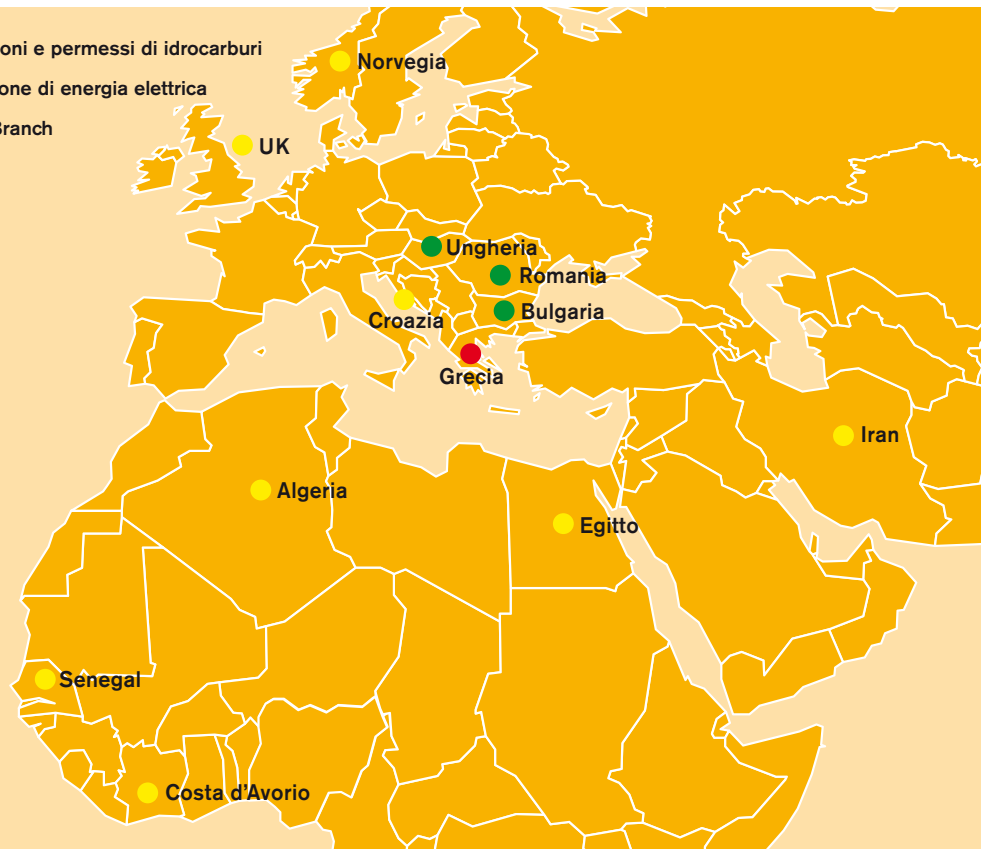 oni e permessi di idrocarburi
one di energia elettrica
Branch
Norvegia
UK
Ungheria
Romania
Bulgaria
Croazia
Grecia
Iran
Algeria
Egitto
Senegal
Costa d'Avorio